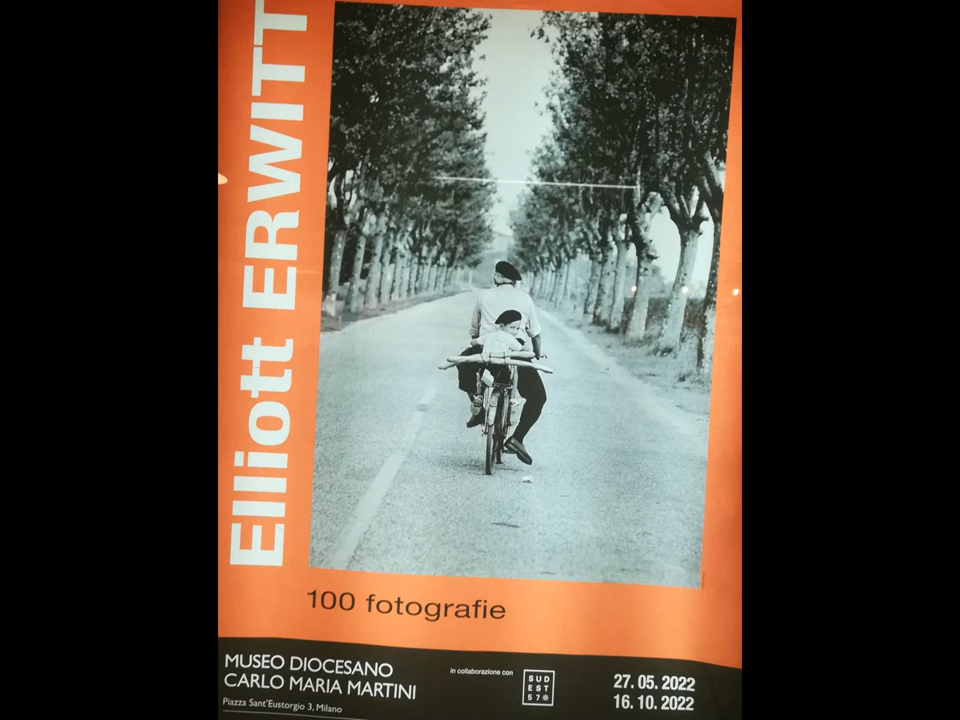 Elliott ERWITT
100 fotografie
MUSEO DIOCESANO
CARLO MARIA MARTINI
Piazza Sant'Eustorgio 3, Milano
in collaborazione con
SUD
EST
57
27. 05. 2022
16. 10. 2022